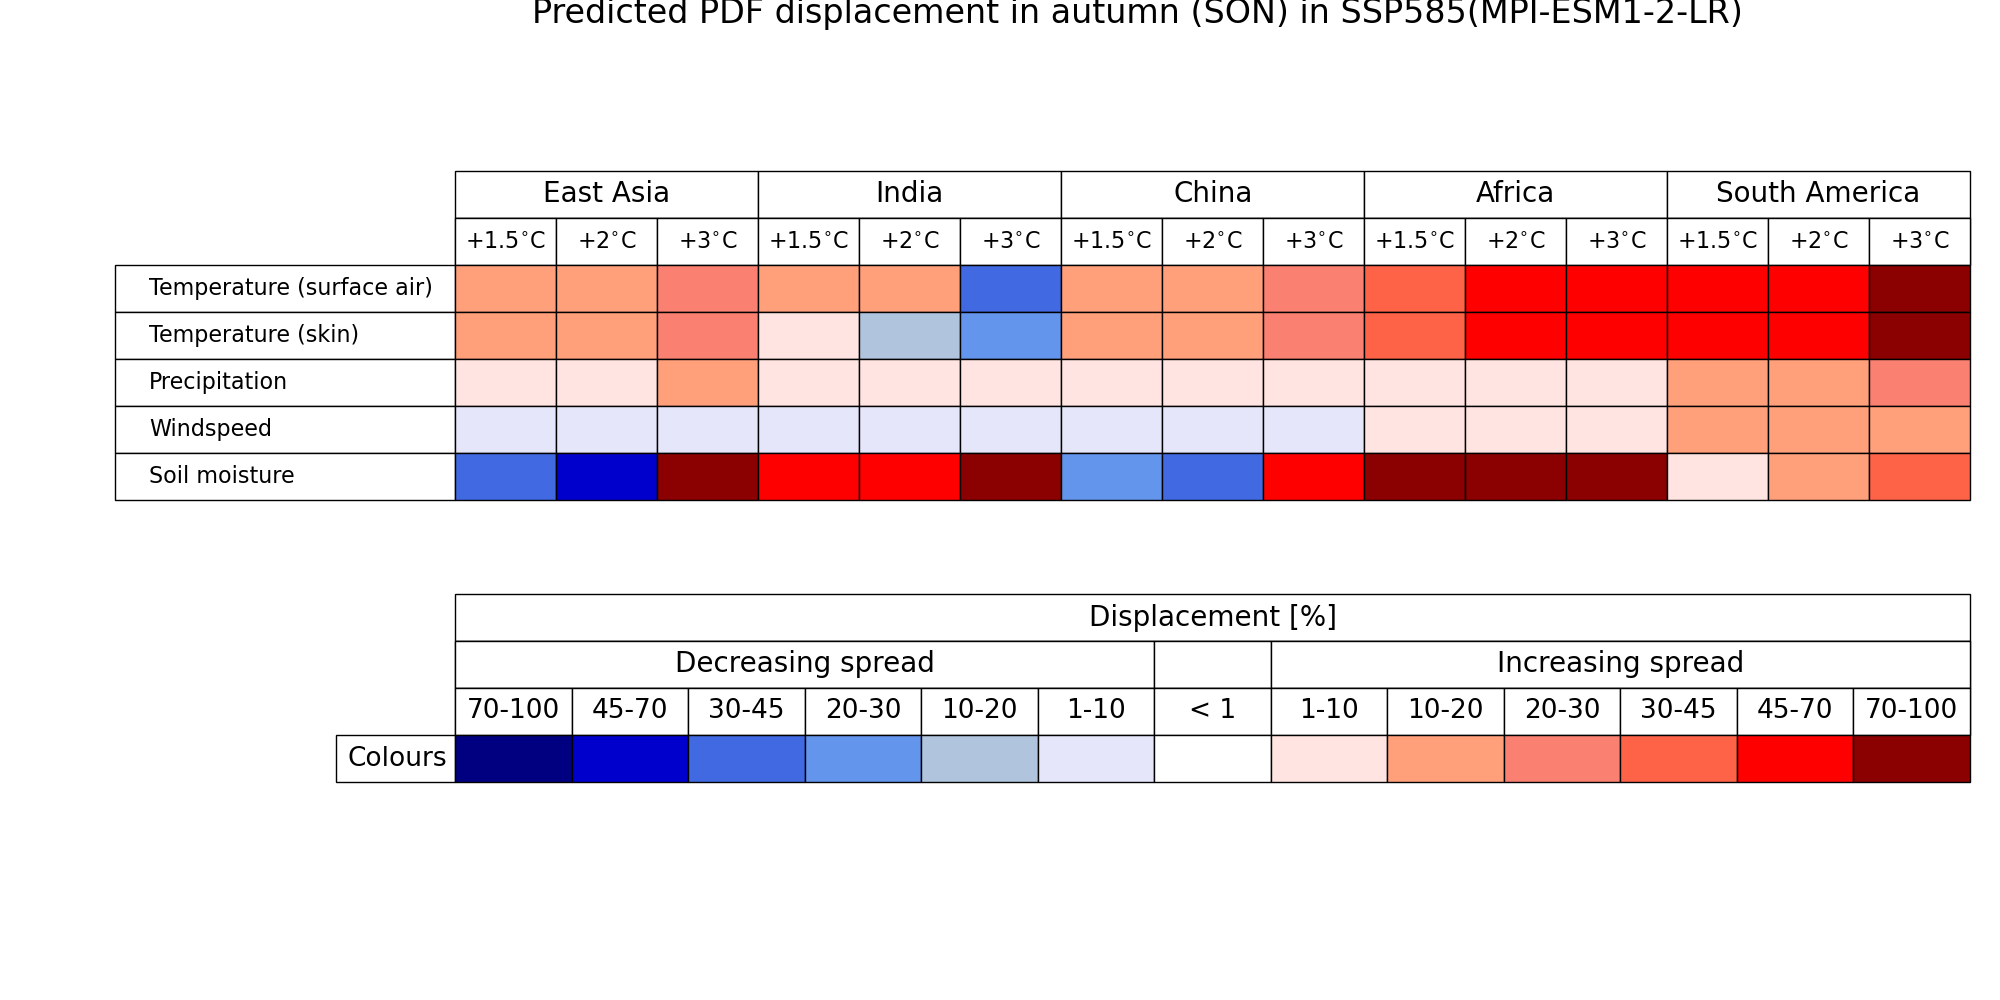 Predicted PDF displacement in autumn (SON) in SSP585(MPI-ESM1-2-LR)
East Asia India China Africa South America
+1.5°C +2°C +3°C +1.5°C +2°C +3°C +1.5°C +2°C +3°C +1.5°C +2°C +3°C +1.5°C +2°C +3°C
Temperature (surface air)
Temperature (skin)
Precipitation
Windspeed
Soil moisture
Displacement [%]
Decreasing spread Increasing spread
70-100 45-70 30-45 20-30 10-20 1-10 < 1 1-10 10-20 20-30 30-45 45-70 70-100
Colours